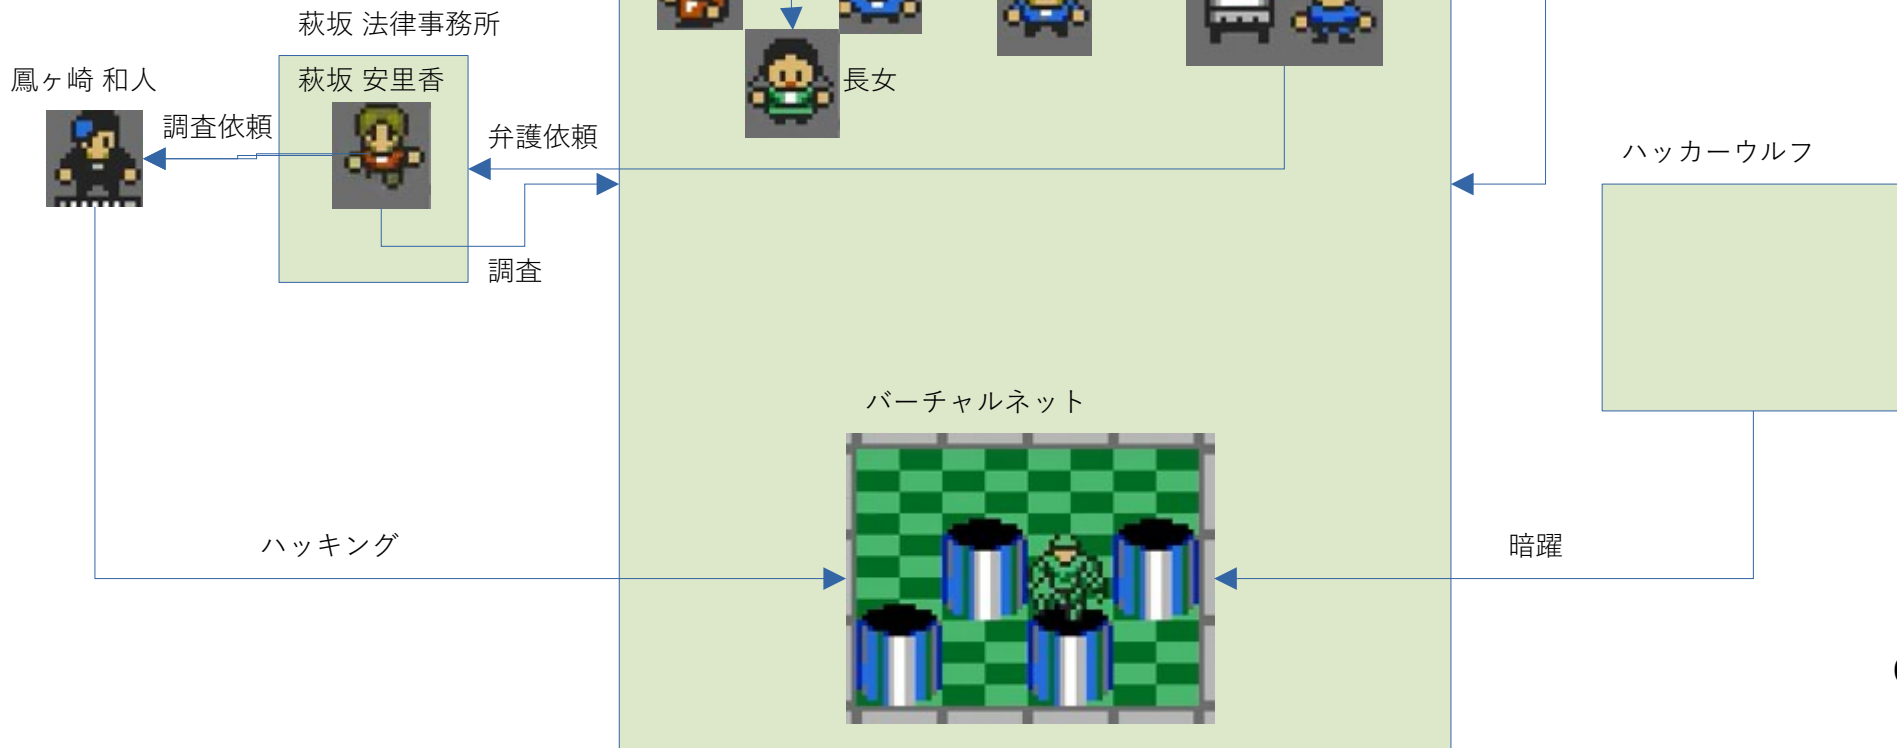 萩坂 法律事務所
鳳ヶ崎 和人
萩坂 安里香
長女
調査依頼
弁護依頼
ハッカーウルフ
調査
バーチャルネット
ハッキング
暗躍